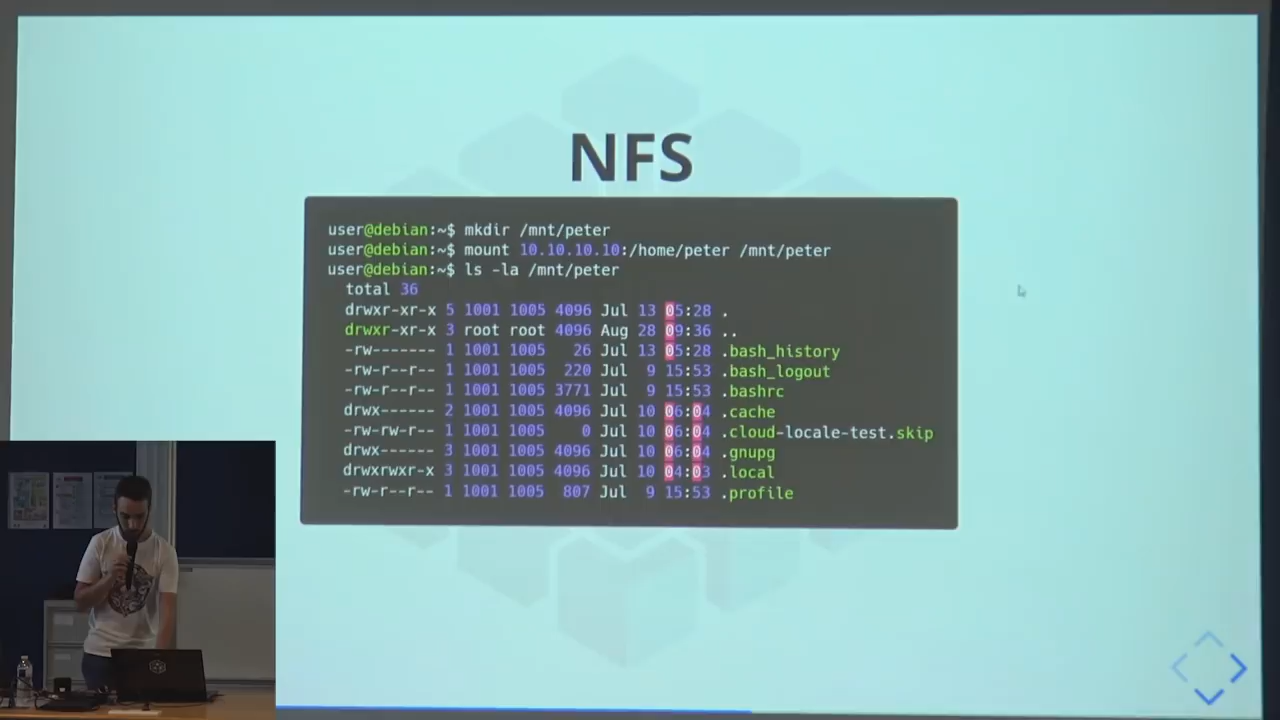 NFS
user@debian:~$ mkdir /mnt/peter
user@debian:~$ mount 10.10.10.10:/home/peter /mnt/peter
user@debian:~$ ls -la /mnt/peter
total 36
drwxr-xr-x 5 1001 1005 4096 Jul 13 05:28 .
drwxr-xr-x 3 root root 4096 Aug 28 09:36 ..
-rw------- 1 1001 1005 26 Jul 13 05:28 .bash_history
-rw-r--r-- 1 1001 1005 220 Jul 9 15:53 .bash_logout
-rw-r--r-- 1 1001 1005 3771 Jul 9 15:53 .bashrc
drwx------ 2 1001 1005 4096 Jul 10 06:04 .cache
-rw-rw-r-- 1 1001 1005 0 Jul 10 06:04 .cloud-locale-test.skip
drwx------ 3 1001 1005 4096 Jul 10 06:04 .gnupg
drwxrwxr-x 3 1001 1005 4096 Jul 10 04:03 .local
-rw-r--r-- 1 1001 1005 807 Jul 9 15:53 .profile